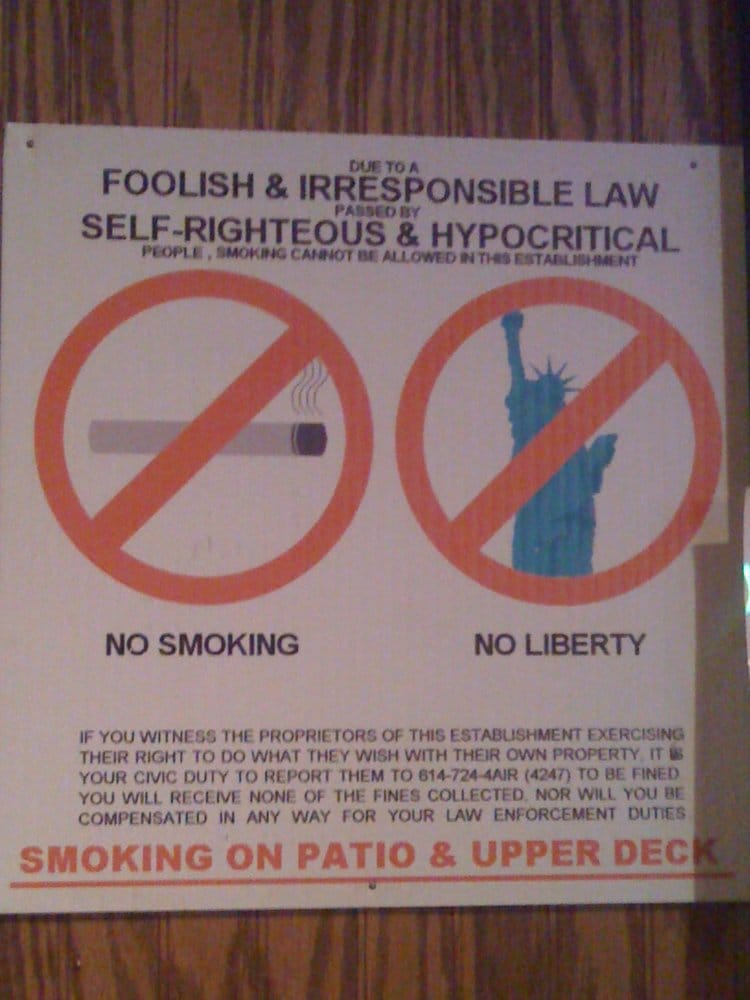 DUE TO A
FOOLISH & IRRESPONSIBLE LAW
PASSED BY
SELF-RIGHTEOUS & HYPOCRITICAL
PEOPLE , SMOKING CANNOT BE ALLOWED IN THIS ESTABLISHMENT
NO SMOKING
NO LIBERTY
IF YOU WITNESS THE PROPRIETORS OF THIS ESTABLISHMENT EXERCISING
THEIR RIGHT TO DO WHAT THEY WISH WITH THEIR OWN PROPERTY, IT IS
YOUR CIVIC DUTY TO REPORT THEM TO 614-724-4AIR (4247) TO BE FINED.
YOU WILL RECEIVE NONE OF THE FINES COLLECTED. NOR WILL YOU BE
COMPENSATED IN ANY WAY FOR YOUR LAW ENFORCEMENT DUTIES
SMOKING ON PATIO & UPPER DECK